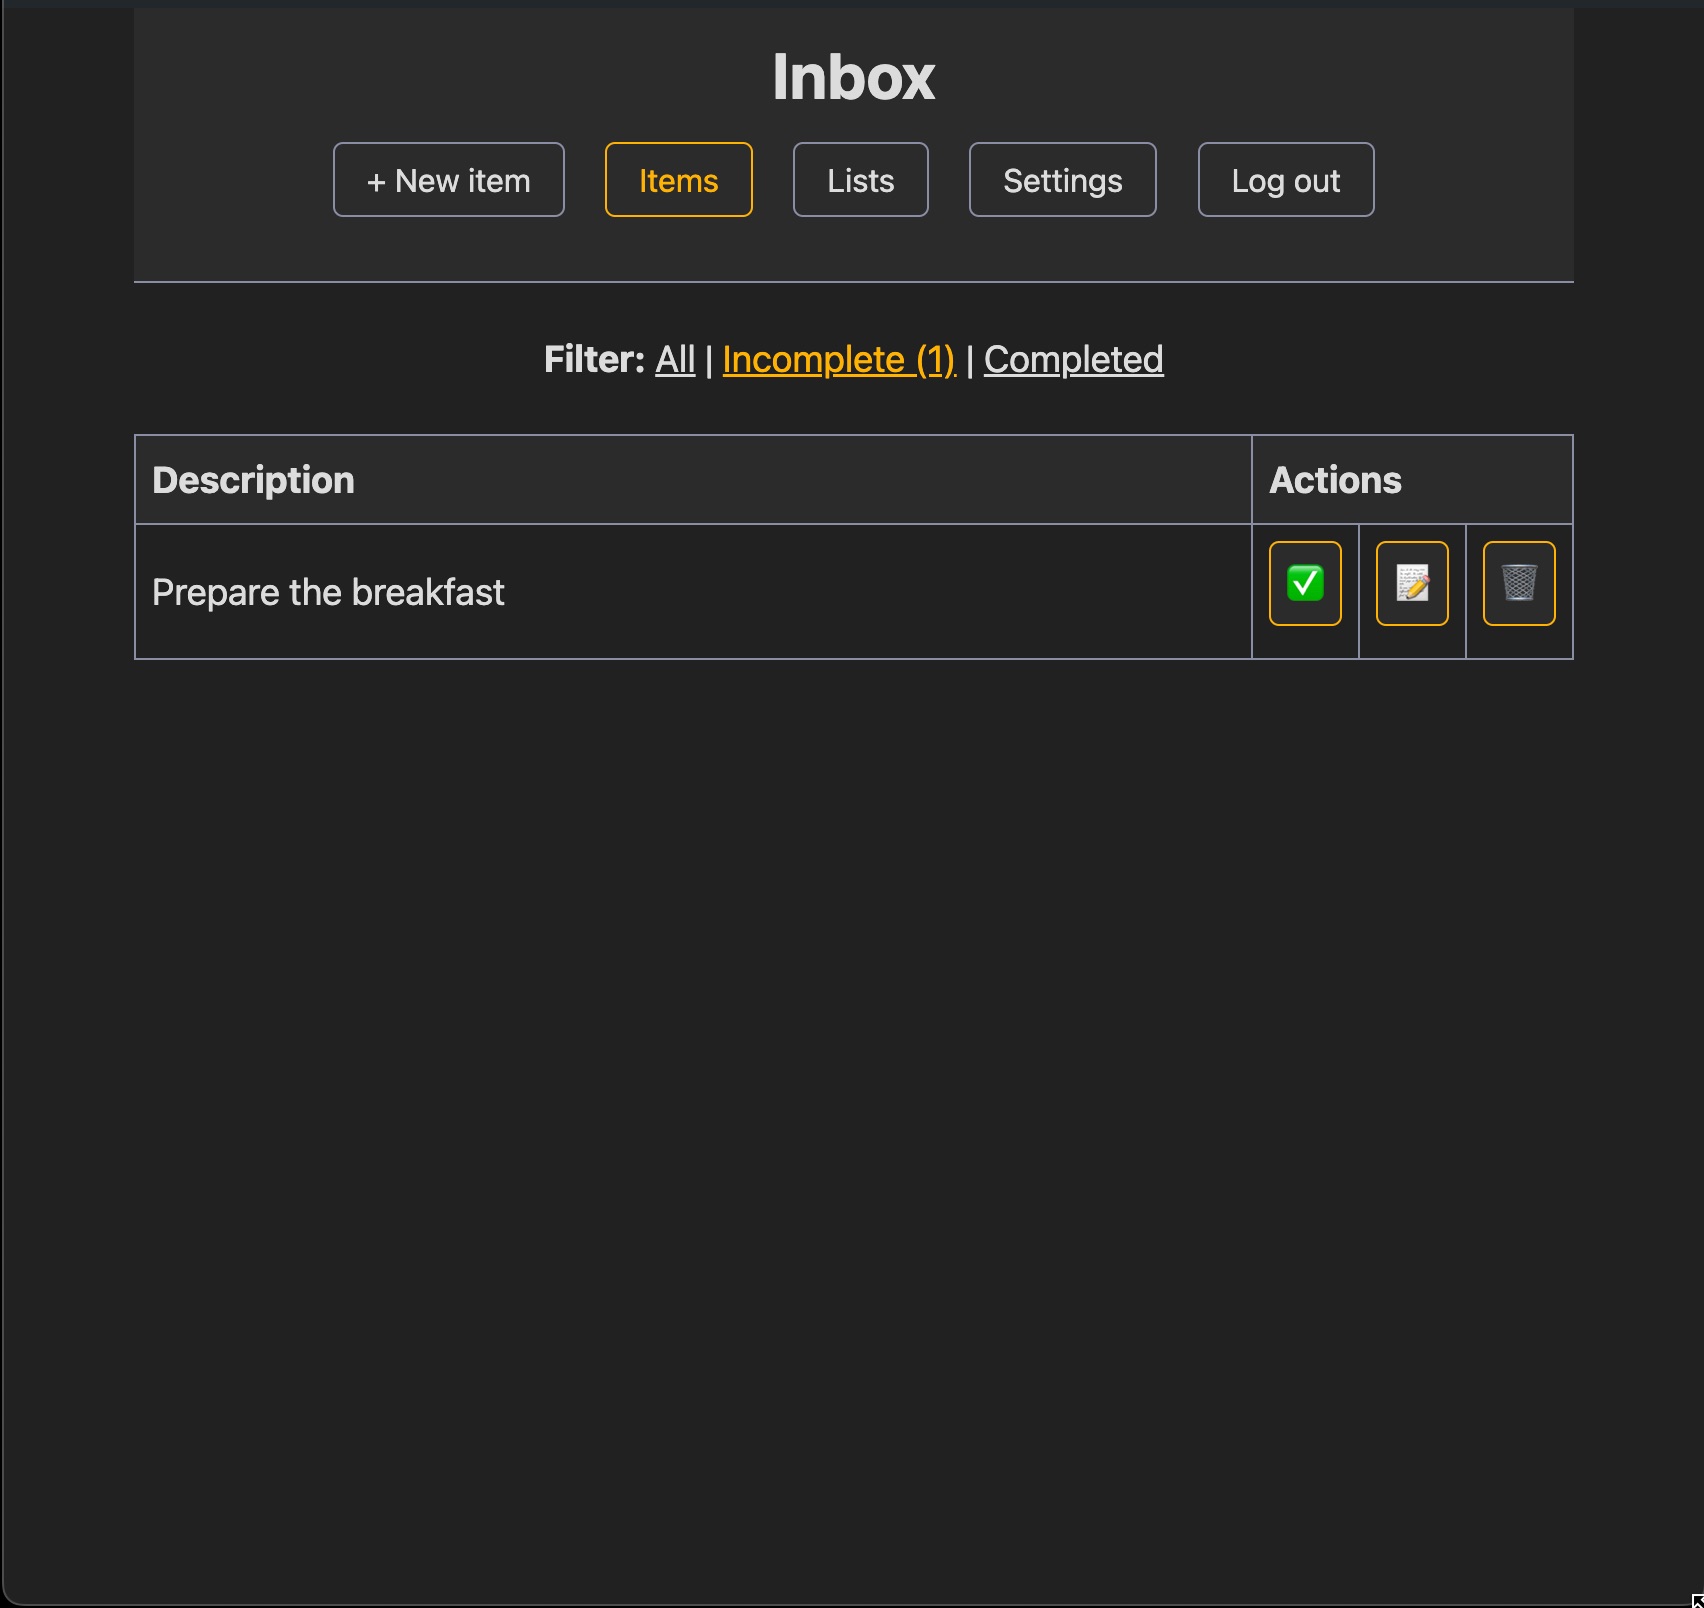 Inbox
+ New item Items Lists Settings Log out
Filter: All | Incomplete (1) | Completed
Description Actions
Prepare the breakfast